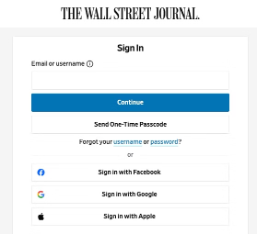 THE WALL STREET JOURNAL.
Sign In
Email or username
Continue
Send One-Time Passcode
Forgot your username or password?
or
Sign in with Facebook
Sign in with Google
Sign in with Apple